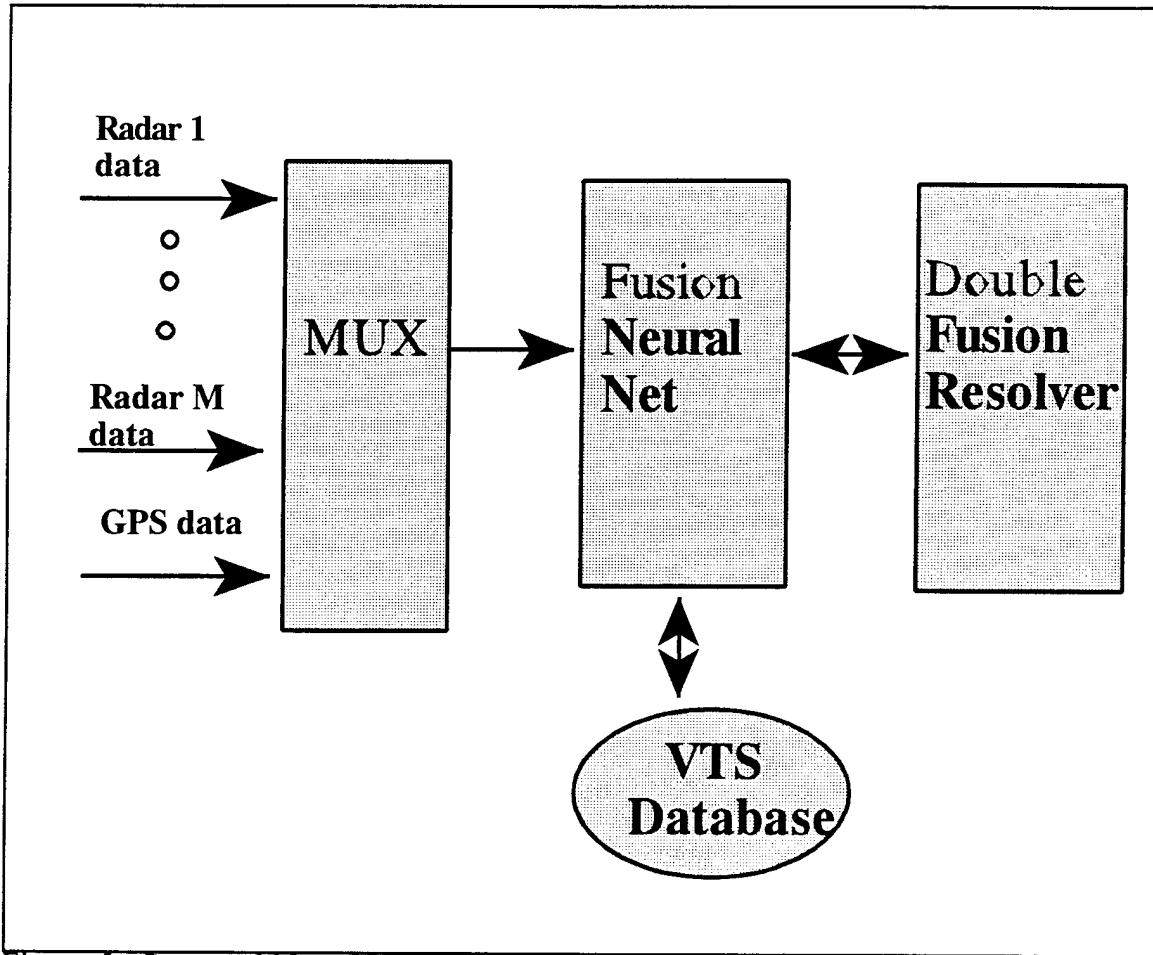 Radar 1
data
MUX
Radar M
data
GPS data
Fusion
Neural
Net
Double
Fusion
Resolver
VTS
Database